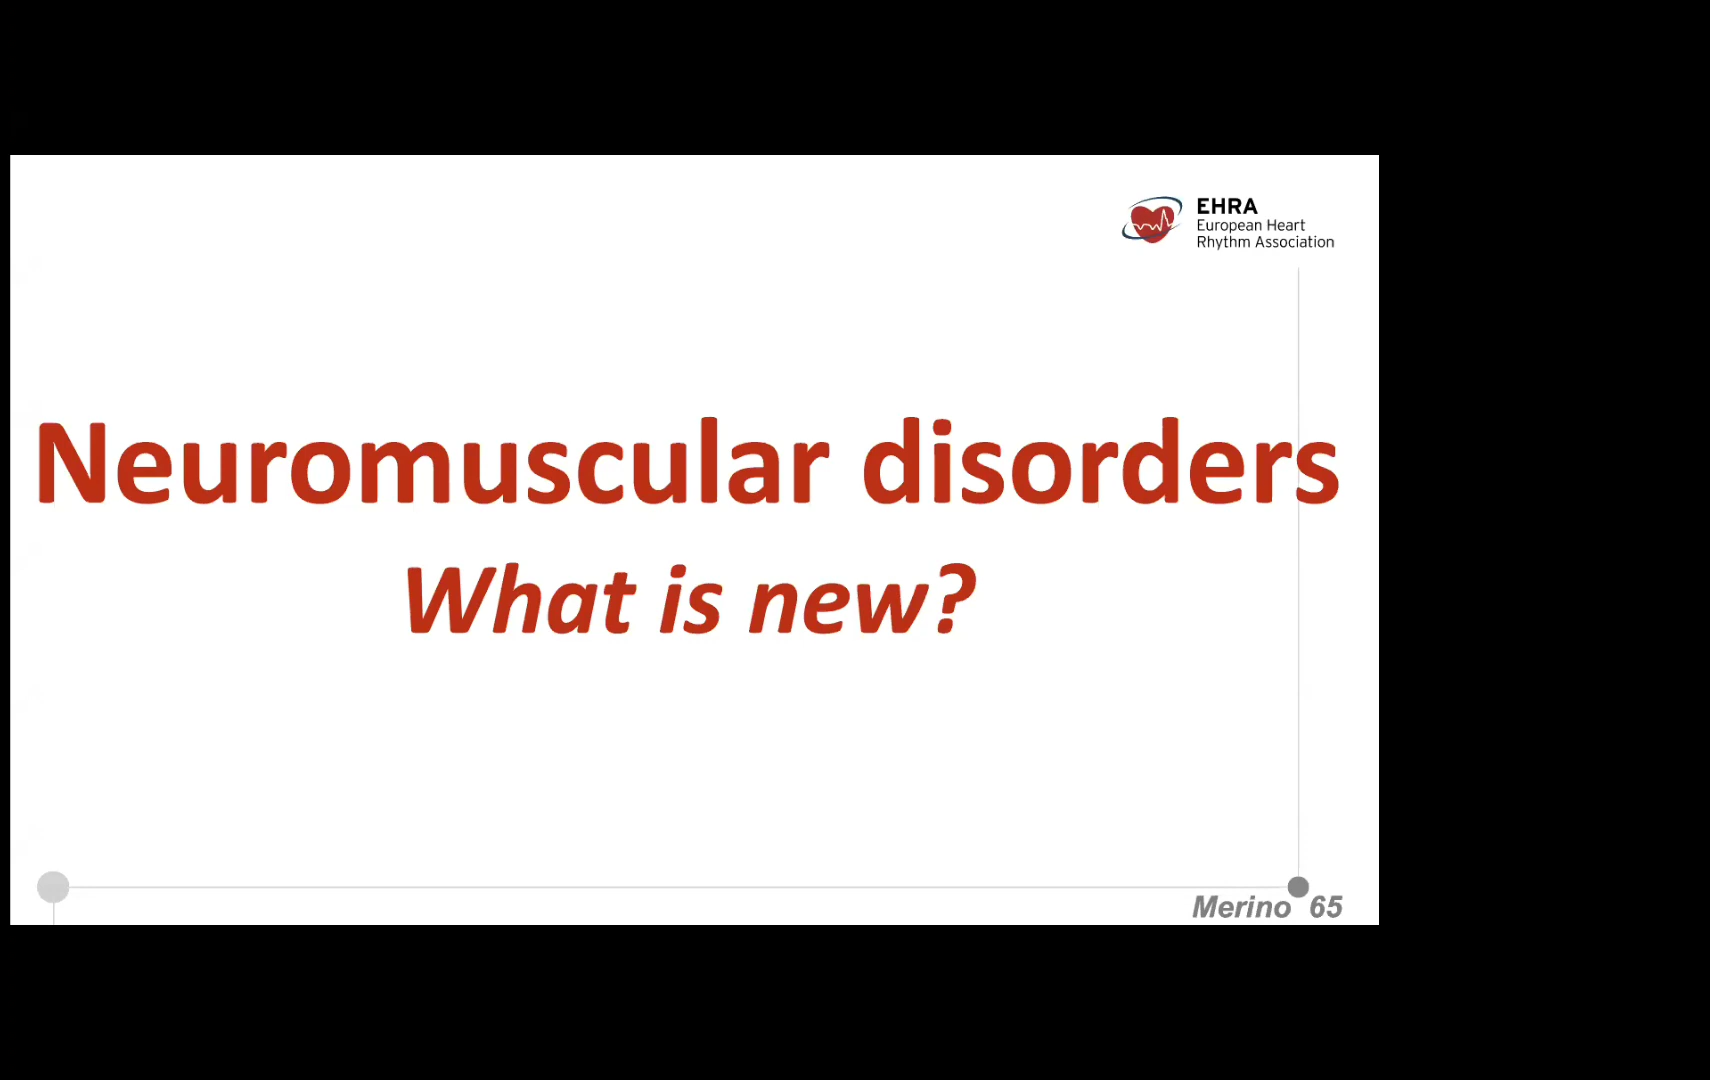 EHRA
European Heart
Rhythm Association
Neuromuscular disorders
What is new?
Merino 65